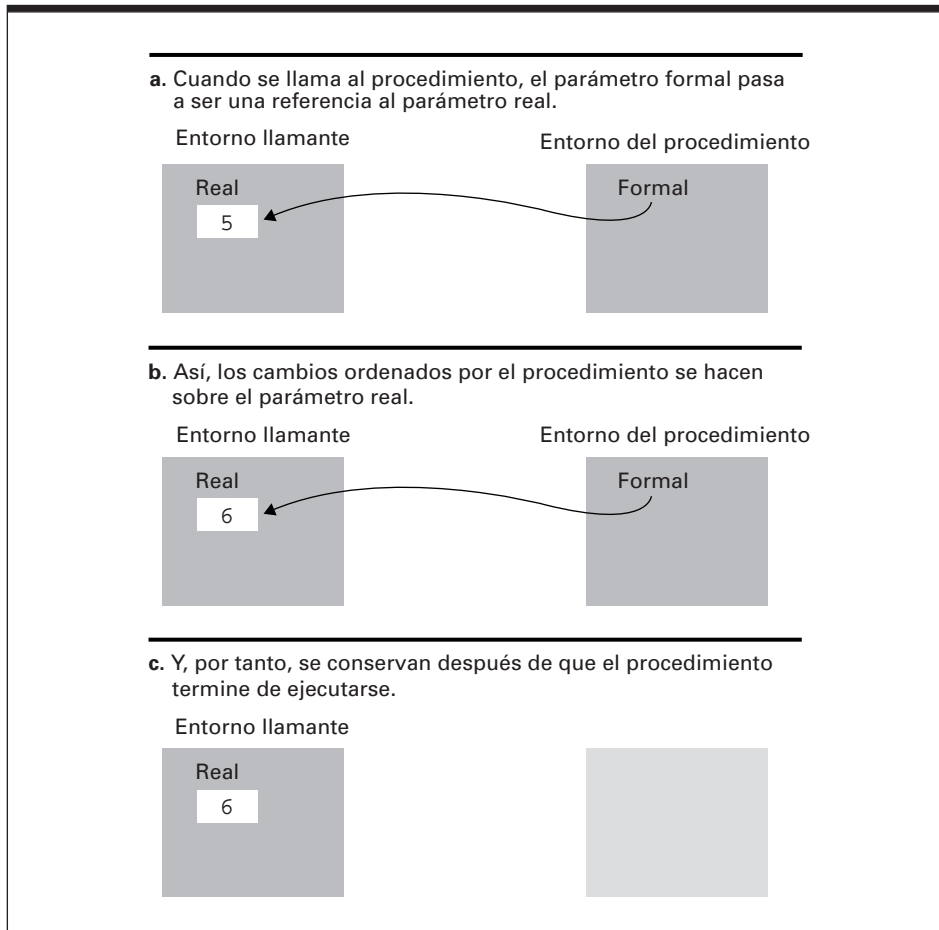 a. Cuando se llama al procedimiento, el parámetro formal pasa
a ser una referencia al parámetro real.
Entorno llamante
Entorno del procedimiento
Real
Formal
5
b. Así, los cambios ordenados por el procedimiento se hacen
sobre el parámetro real.
Entorno llamante
Entorno del procedimiento
Real
Formal
6
c. Y, por tanto, se conservan después de que el procedimiento
termine de ejecutarse.
Entorno llamante
Real
6